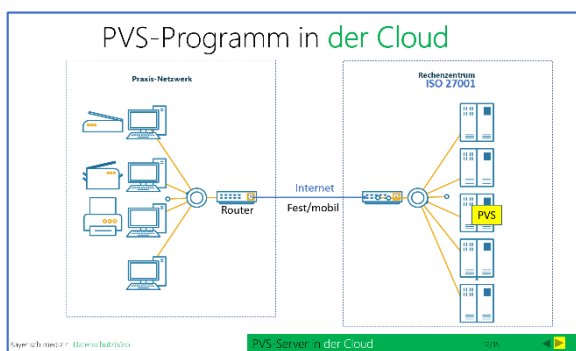 PVS-Programm in der Cloud
Praxis-Netzwerk
Rechenzentrum
ISO 27001
Internet
Router
Fest/mobil
PVS
Datenschutzbüro
PVS-Server in der Cloud